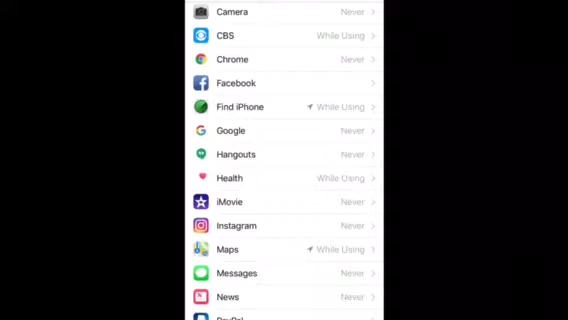 Camera Never
CBS While Using
Chrome Never
Facebook
Find iPhone While Using
Google Never
Hangouts Never
Health While Using
iMovie Never
Instagram Never
Maps While Using
Messages Never
News Never
PayPal